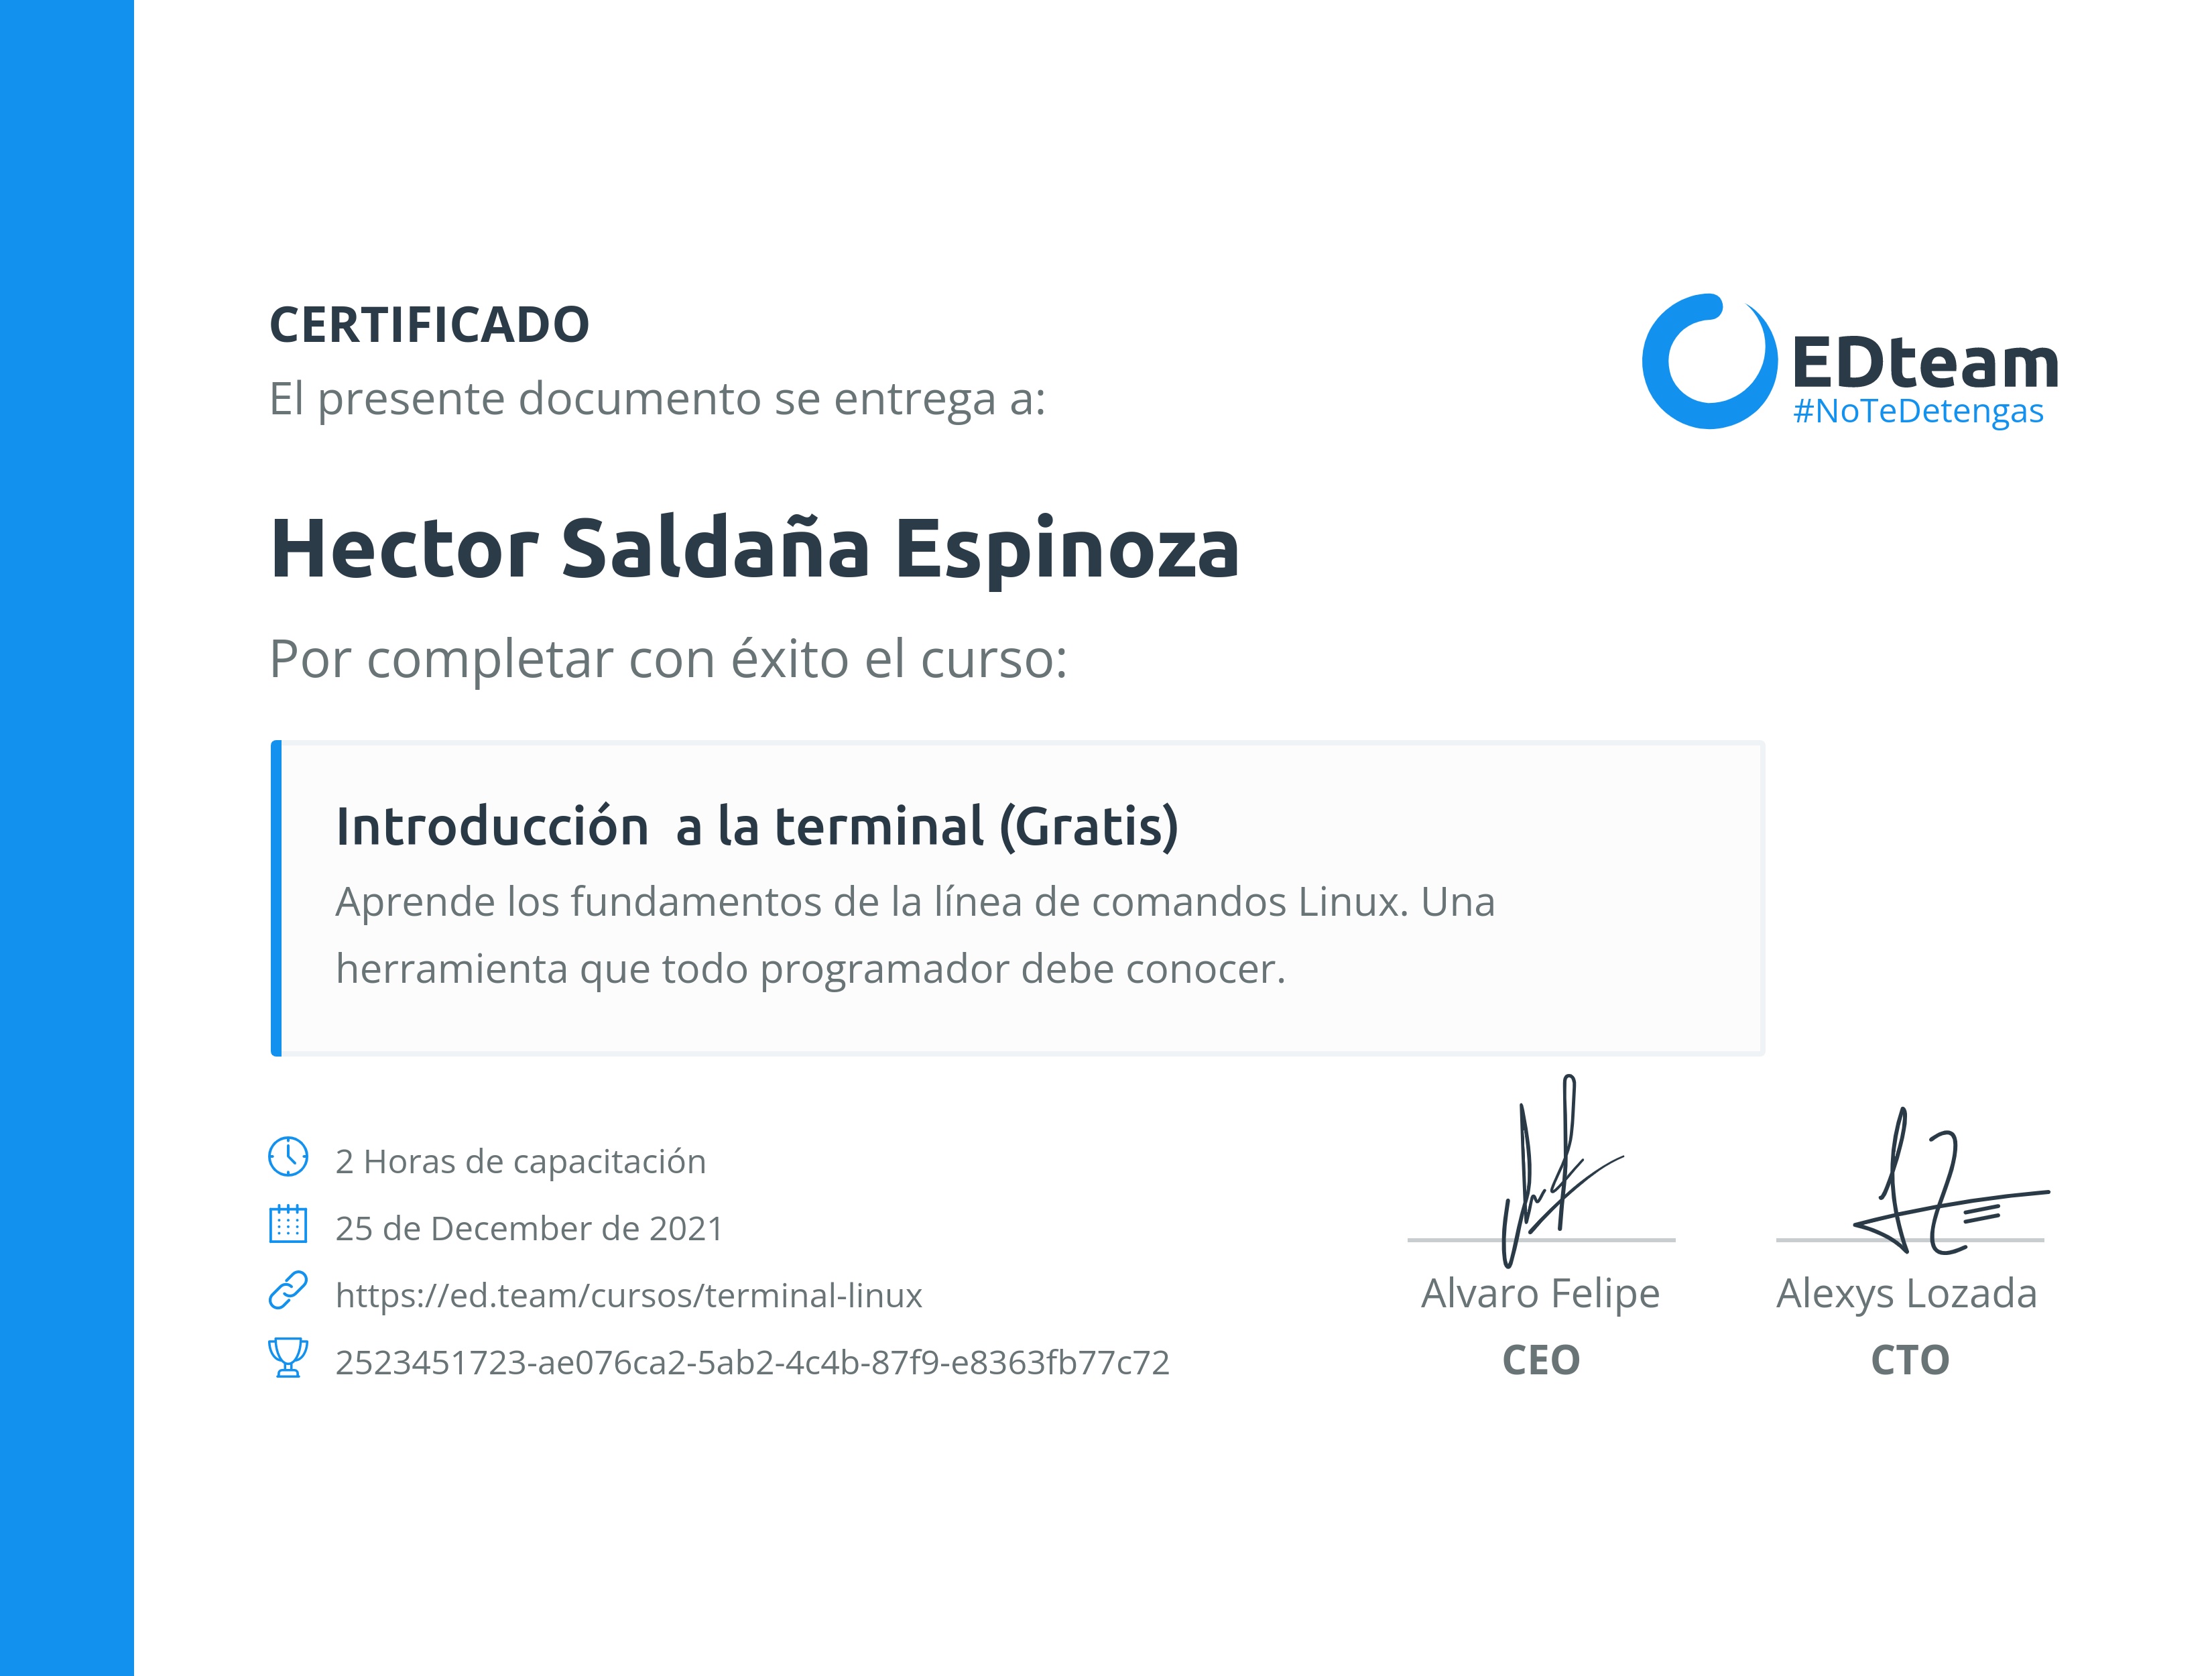 CERTIFICADO
El presente documento se entrega a:
EDteam
#NoTeDetengas
Hector Saldaña Espinoza
Por completar con éxito el curso:
Introducción  a la terminal (Gratis)
Aprende los fundamentos de la línea de comandos Linux. Una
herramienta que todo programador debe conocer.
2 Horas de capacitación
25 de December de 2021
https://ed.team/cursos/terminal-linux
2523451723-ae076ca2-5ab2-4c4b-87f9-e8363fb77c72
Alvaro Felipe
CEO
Alexys Lozada
CTO